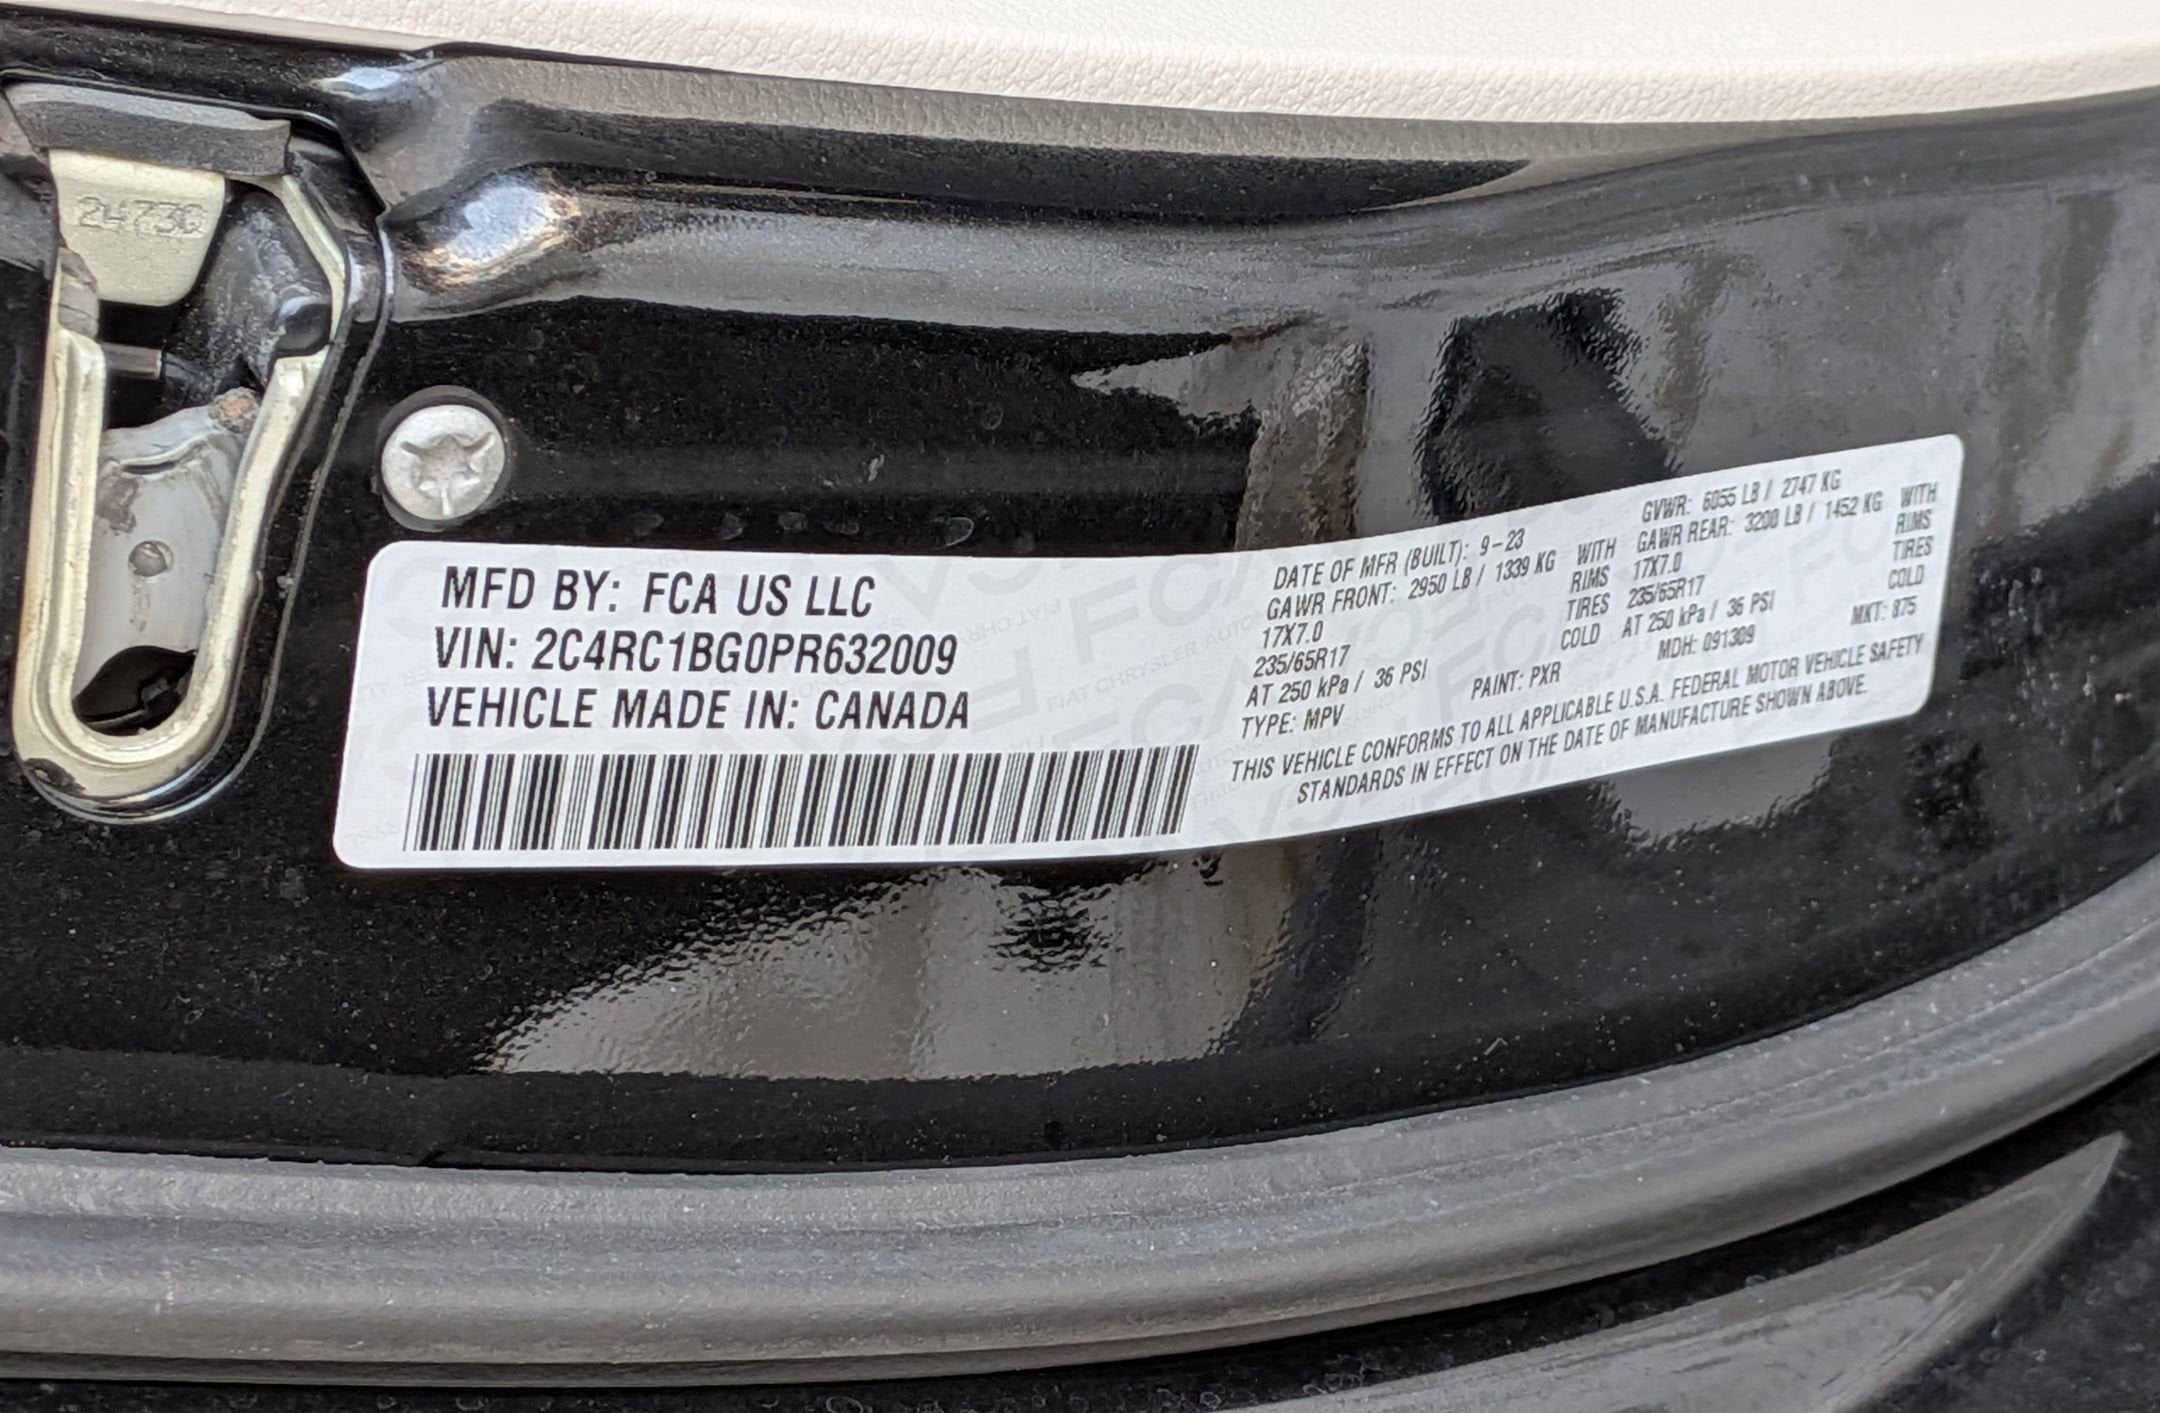 24730
MFD BY: FCA US LLC
VIN: 2C4RC1BG0PR632009
VEHICLE MADE IN: CANADA
DATE OF MFR (BUILT): 9-23 GVWR: 6055 LB / 2747 KG
GAWR FRONT: 2950 LB / 1339 KG WITH GAWR REAR: 3200 LB / 1452 KG WITH
17X7.0 RIMS 17X7.0 RIMS
235/65R17 TIRES 235/65R17 TIRES
AT 250 kPa / 36 PSI COLD AT 250 kPa / 36 PSI COLD
TYPE: MPV PAINT: PXR MDH: 091309 MKT: 875
THIS VEHICLE CONFORMS TO ALL APPLICABLE U.S.A. FEDERAL MOTOR VEHICLE SAFETY
STANDARDS IN EFFECT ON THE DATE OF MANUFACTURE SHOWN ABOVE.